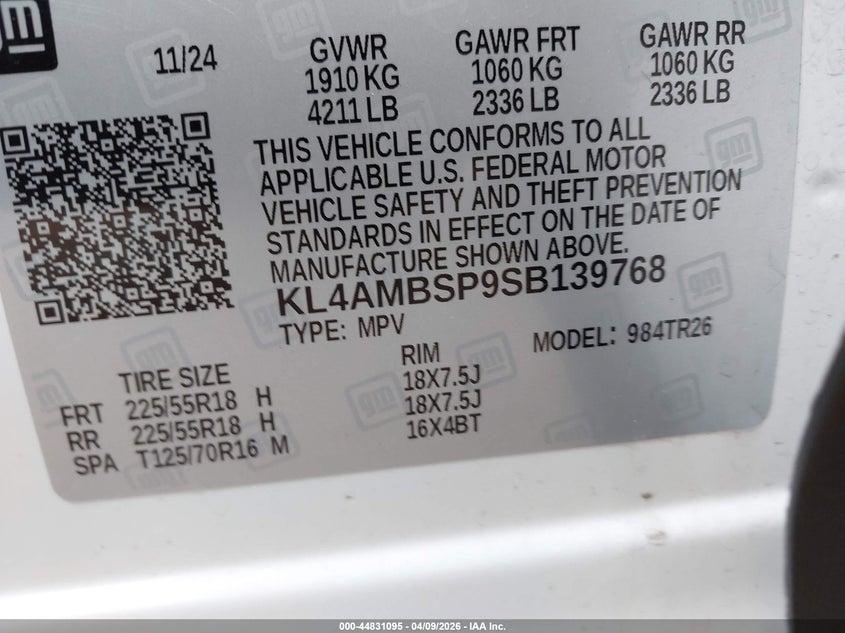 gm
11/24
GVWR
1910 KG
4211 LB
GAWR FRT
1060 KG
2336 LB
GAWR RR
1060 KG
2336 LB
THIS VEHICLE CONFORMS TO ALL
APPLICABLE U.S. FEDERAL MOTOR
VEHICLE SAFETY AND THEFT PREVENTION
STANDARDS IN EFFECT ON THE DATE OF
MANUFACTURE SHOWN ABOVE.
KL4AMBSP9SB139768
TYPE: MPV MODEL: 984TR26
TIRE SIZE RIM
FRT 225/55R18 H 18X7.5J
RR 225/55R18 H 18X7.5J
SPA T125/70R16 M 16X4BT
000-44831095 - 04/09/2026 - IAA Inc.